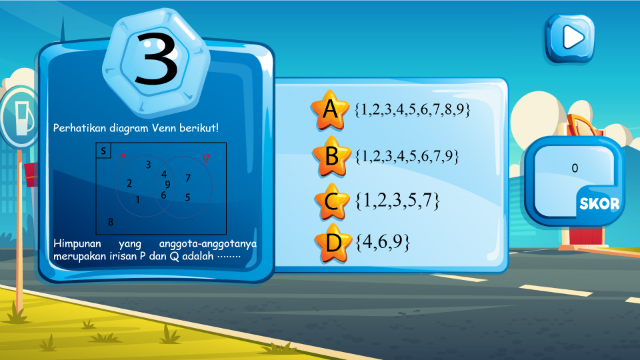 3
Perhatikan diagram Venn berikut!
S
3
4
7
2
9
1
6
5
8
Himpunan yang anggota-anggotanya
merupakan irisan P dan Q adalah ········
A {1,2,3,4,5,6,7,8,9}
B {1,2,3,4,5,6,7,9}
C {1,2,3,5,7}
D {4,6,9}
0
SKOR